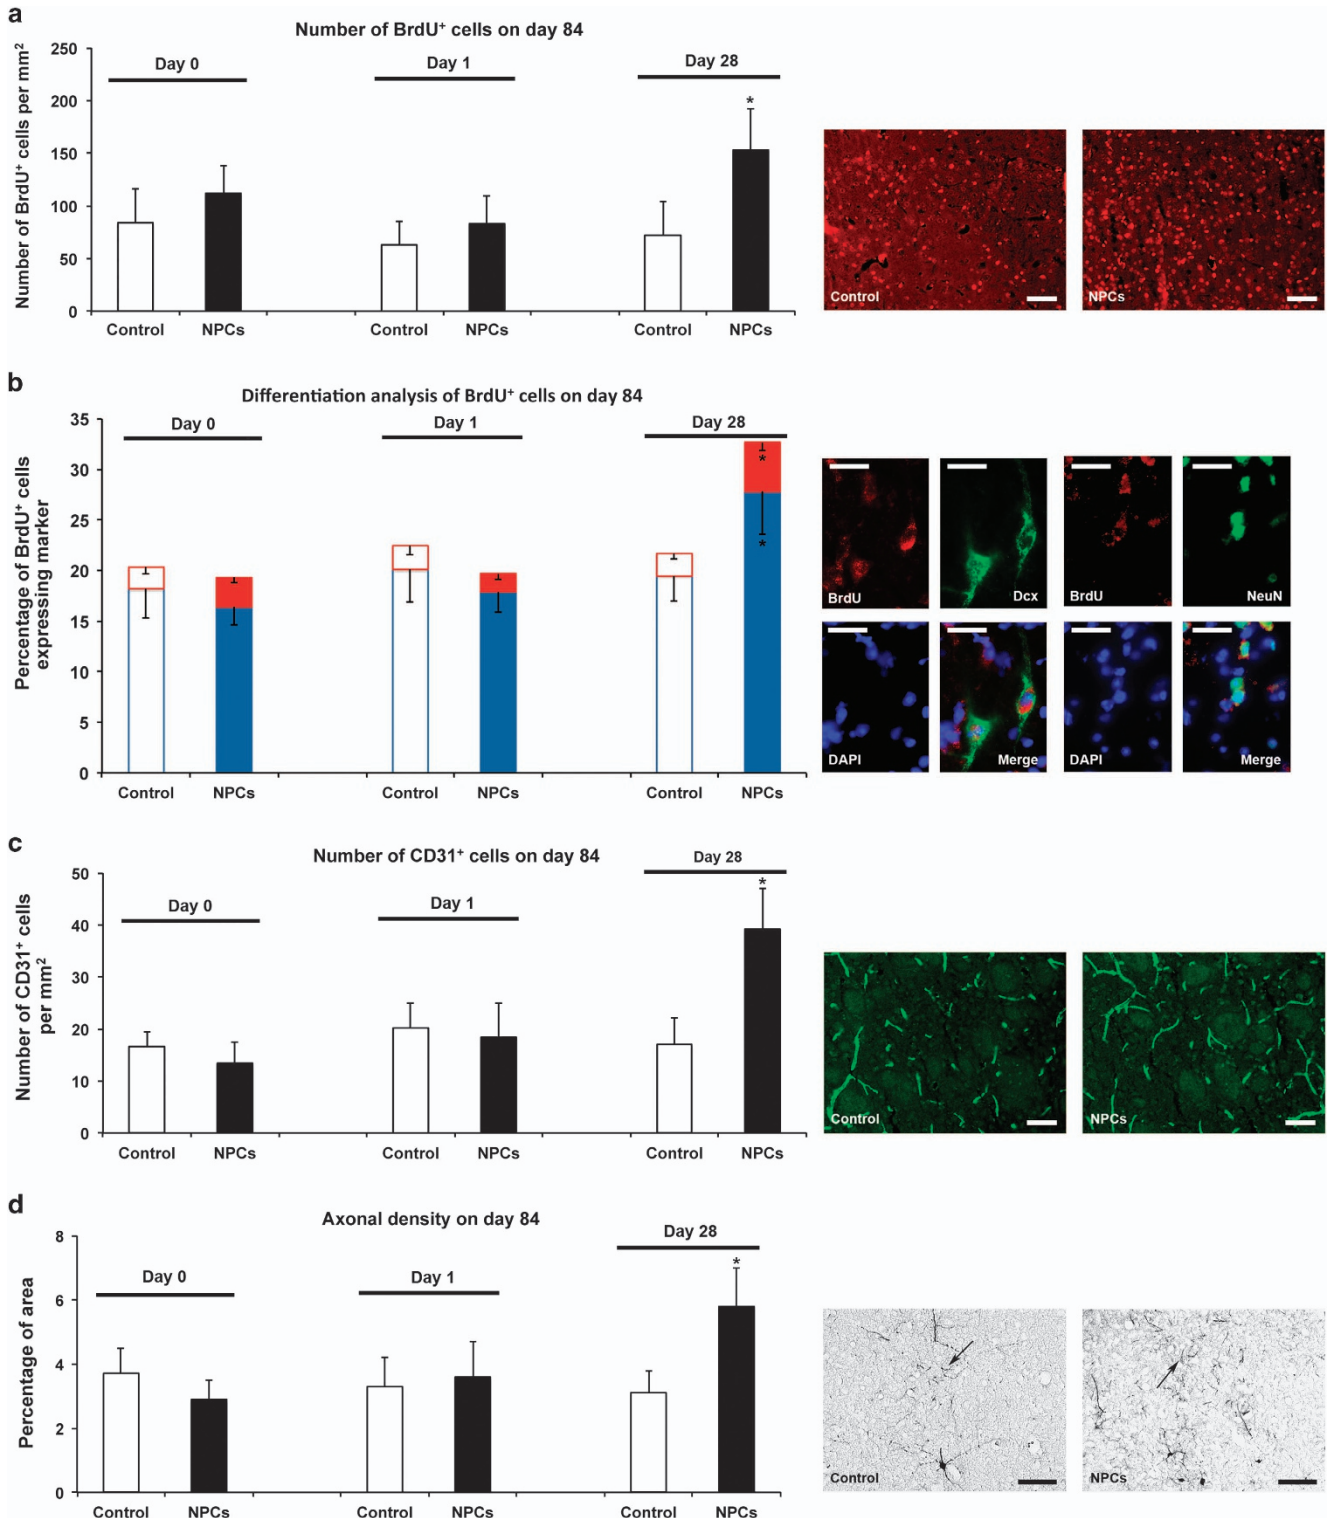 a
Number of BrdU⁺ cells on day 84
Number of BrdU⁺ cells per mm²
250
200
150
100
50
0
Day 0
Day 1
Day 28
*
Control
NPCs
Control
NPCs
Control
NPCs
Control
NPCs
b
Differentiation analysis of BrdU⁺ cells on day 84
Percentage of BrdU⁺ cells
expressing marker
35
30
25
20
15
10
5
0
Day 0
Day 1
Day 28
*
*
Control
NPCs
Control
NPCs
Control
NPCs
BrdU
Dcx
BrdU
NeuN
DAPI
Merge
DAPI
Merge
c
Number of CD31⁺ cells on day 84
Number of CD31⁺ cells
per mm²
50
40
30
20
10
0
Day 0
Day 1
Day 28
*
Control
NPCs
Control
NPCs
Control
NPCs
Control
NPCs
d
Axonal density on day 84
Percentage of area
8
6
4
2
0
Day 0
Day 1
Day 28
*
Control
NPCs
Control
NPCs
Control
NPCs
Control
NPCs